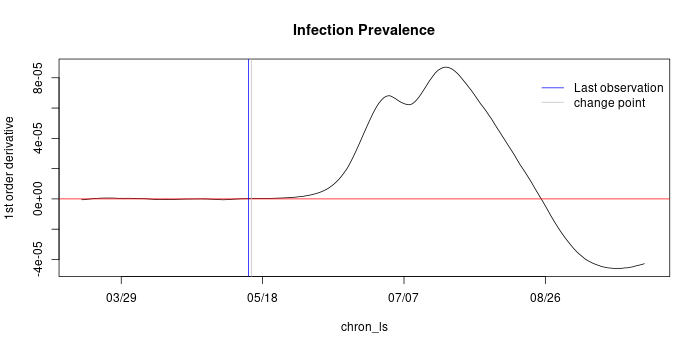 Infection Prevalence
1st order derivative
8e-05
4e-05
0e+00
-4e-05
Last observation
change point
03/29
05/18
07/07
08/26
chron_ls